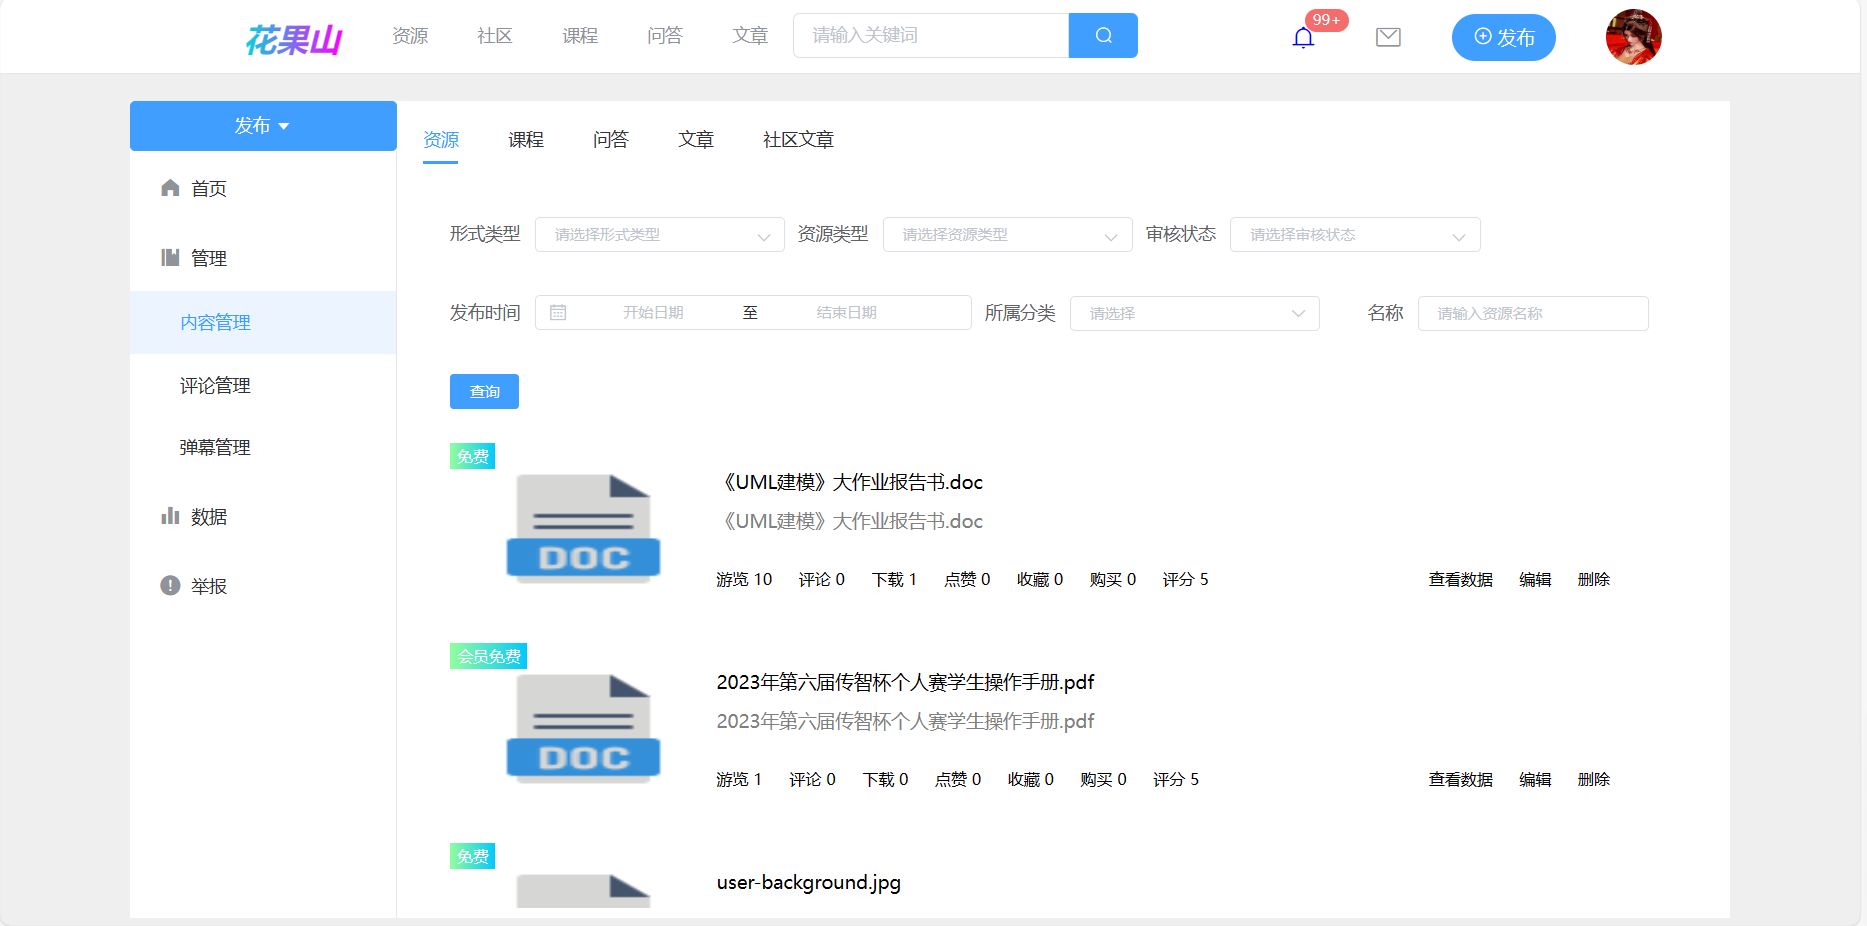 花果山 资源 社区 课程 问答 文章 请输入关键词 99+ 发布
发布
首页
管理
内容管理
评论管理
弹幕管理
数据
举报
资源 课程 问答 文章 社区文章
形式类型 请选择形式类型 资源类型 请选择资源类型 审核状态 请选择审核状态
发布时间 开始日期 至 结束日期 所属分类 请选择 名称 请输入资源名称
查询
免费
DOC
《UML建模》大作业报告书.doc
《UML建模》大作业报告书.doc
游览 10 评论 0 下载 1 点赞 0 收藏 0 购买 0 评分 5 查看数据 编辑 删除
会员免费
DOC
2023年第六届传智杯个人赛学生操作手册.pdf
2023年第六届传智杯个人赛学生操作手册.pdf
游览 1 评论 0 下载 0 点赞 0 收藏 0 购买 0 评分 5 查看数据 编辑 删除
免费
user-background.jpg